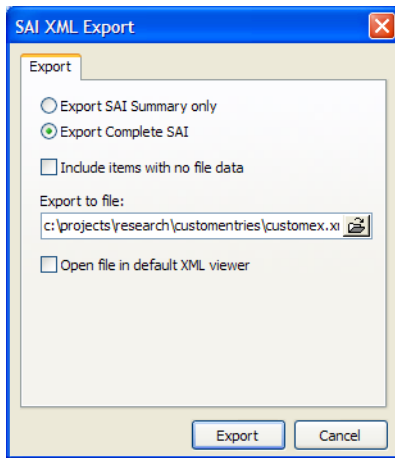 SAI XML Export
Export
Export SAI Summary only
Export Complete SAI
Include items with no file data
Export to file:
c:\projects\research\customentries\customex.x
Open file in default XML viewer
Export Cancel